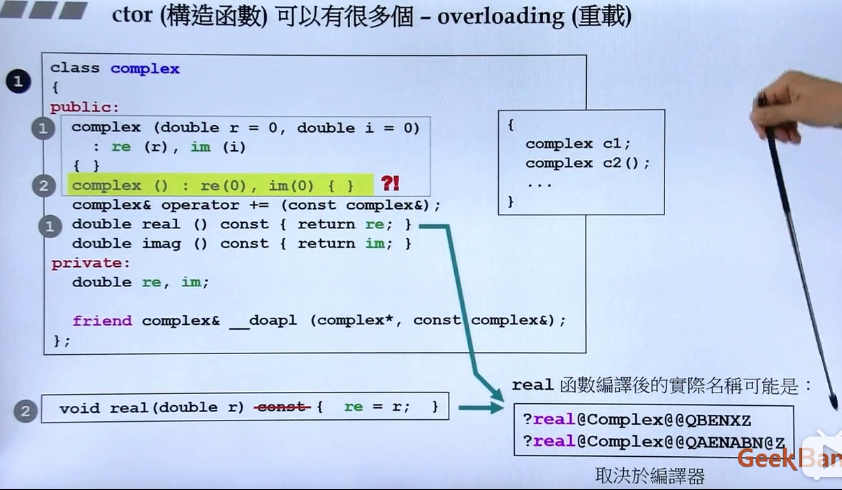 ctor (構造函數) 可以有很多個 – overloading (重載)
1
class complex
{
public:
1
complex (double r = 0, double i = 0)
: re (r), im (i)
{ }
2
complex () : re(0), im(0) { }
?!
complex& operator += (const complex&);
1
double real () const { return re; }
double imag () const { return im; }
private:
double re, im;
friend complex& __doapl (complex*, const complex&);
};
{
complex c1;
complex c2();
...
}
2
void real(double r) const { re = r; }
real 函數編譯後的實際名稱可能是：
?real@Complex@@QBENXZ
?real@Complex@@QAENABN@Z
取決於編譯器